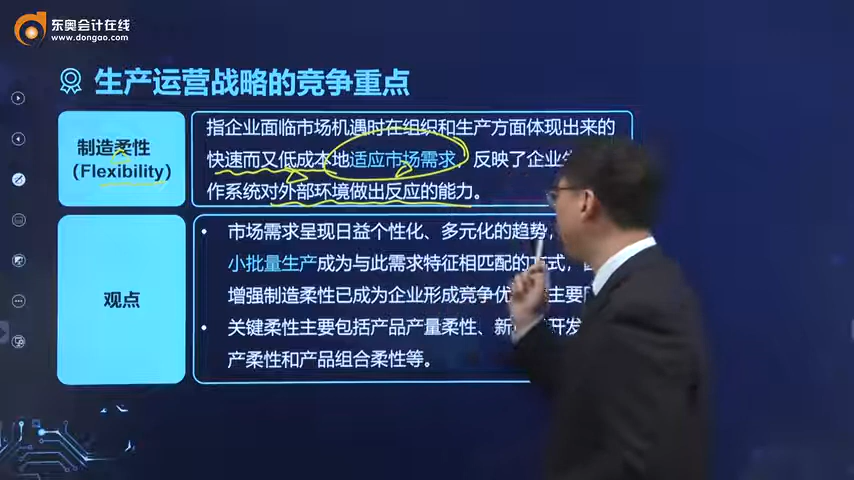 东奥会计在线
www.dongao.com
生产运营战略的竞争重点
制造柔性
(Flexibility)
指企业面临市场机遇时在组织和生产方面体现出来的
快速而又低成本地适应市场需求，反映了企业生
作系统对外部环境做出反应的能力。
观点
• 市场需求呈现日益个性化、多元化的趋势，
小批量生产成为与此需求特征相匹配的方式，
增强制造柔性已成为企业形成竞争优 主要
• 关键柔性主要包括产品产量柔性、新 开发
产柔性和产品组合柔性等。